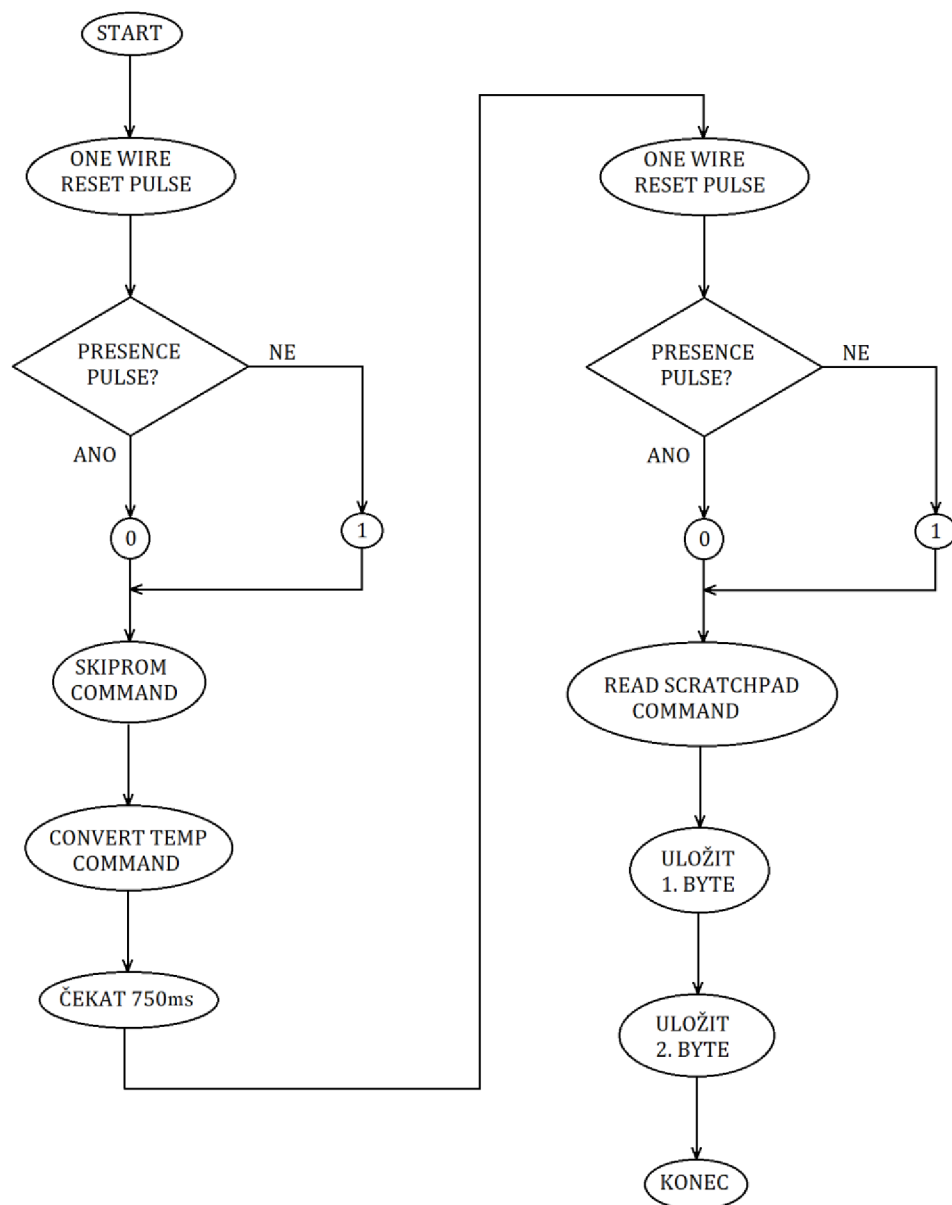 START
ONE WIRE
RESET PULSE
PRESENCE
PULSE?
NE
ANO
0
1
SKIPROM
COMMAND
CONVERT TEMP
COMMAND
ČEKAT 750ms
ONE WIRE
RESET PULSE
PRESENCE
PULSE?
NE
ANO
0
1
READ SCRATCHPAD
COMMAND
ULOŽIT
1. BYTE
ULOŽIT
2. BYTE
KONEC